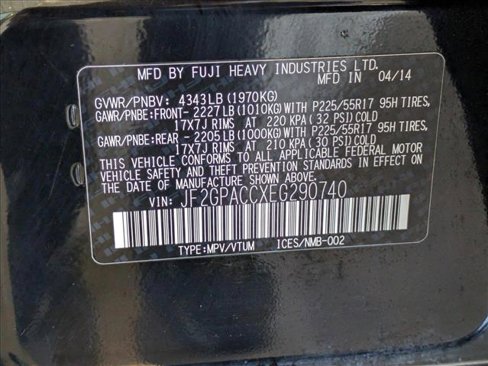 MFD BY FUJI HEAVY INDUSTRIES LTD.
MFD IN 04/14
GVWR/PNBV: 4343LB(1970KG)
GAWR/PNBE:FRONT- 2227LB(1010KG)WITH P225/55R17 95H TIRES,
17X7J RIMS AT 220 KPA(32 PSI)COLD
GAWR/PNBE:REAR - 2205LB(1000KG)WITH P225/55R17 95H TIRES,
17X7J RIMS AT 210 KPA(30 PSI)COLD
THIS VEHICLE CONFORMS TO ALL APPLICABLE FEDERAL MOTOR
VEHICLE SAFETY AND THEFT PREVENTION STANDARDS IN EFFECT
ON THE DATE OF MANUFACTURE SHOWN ABOVE.
VIN: JF2GPACCXEG290740
TYPE:MPV/VTUM ICES/NMB-002